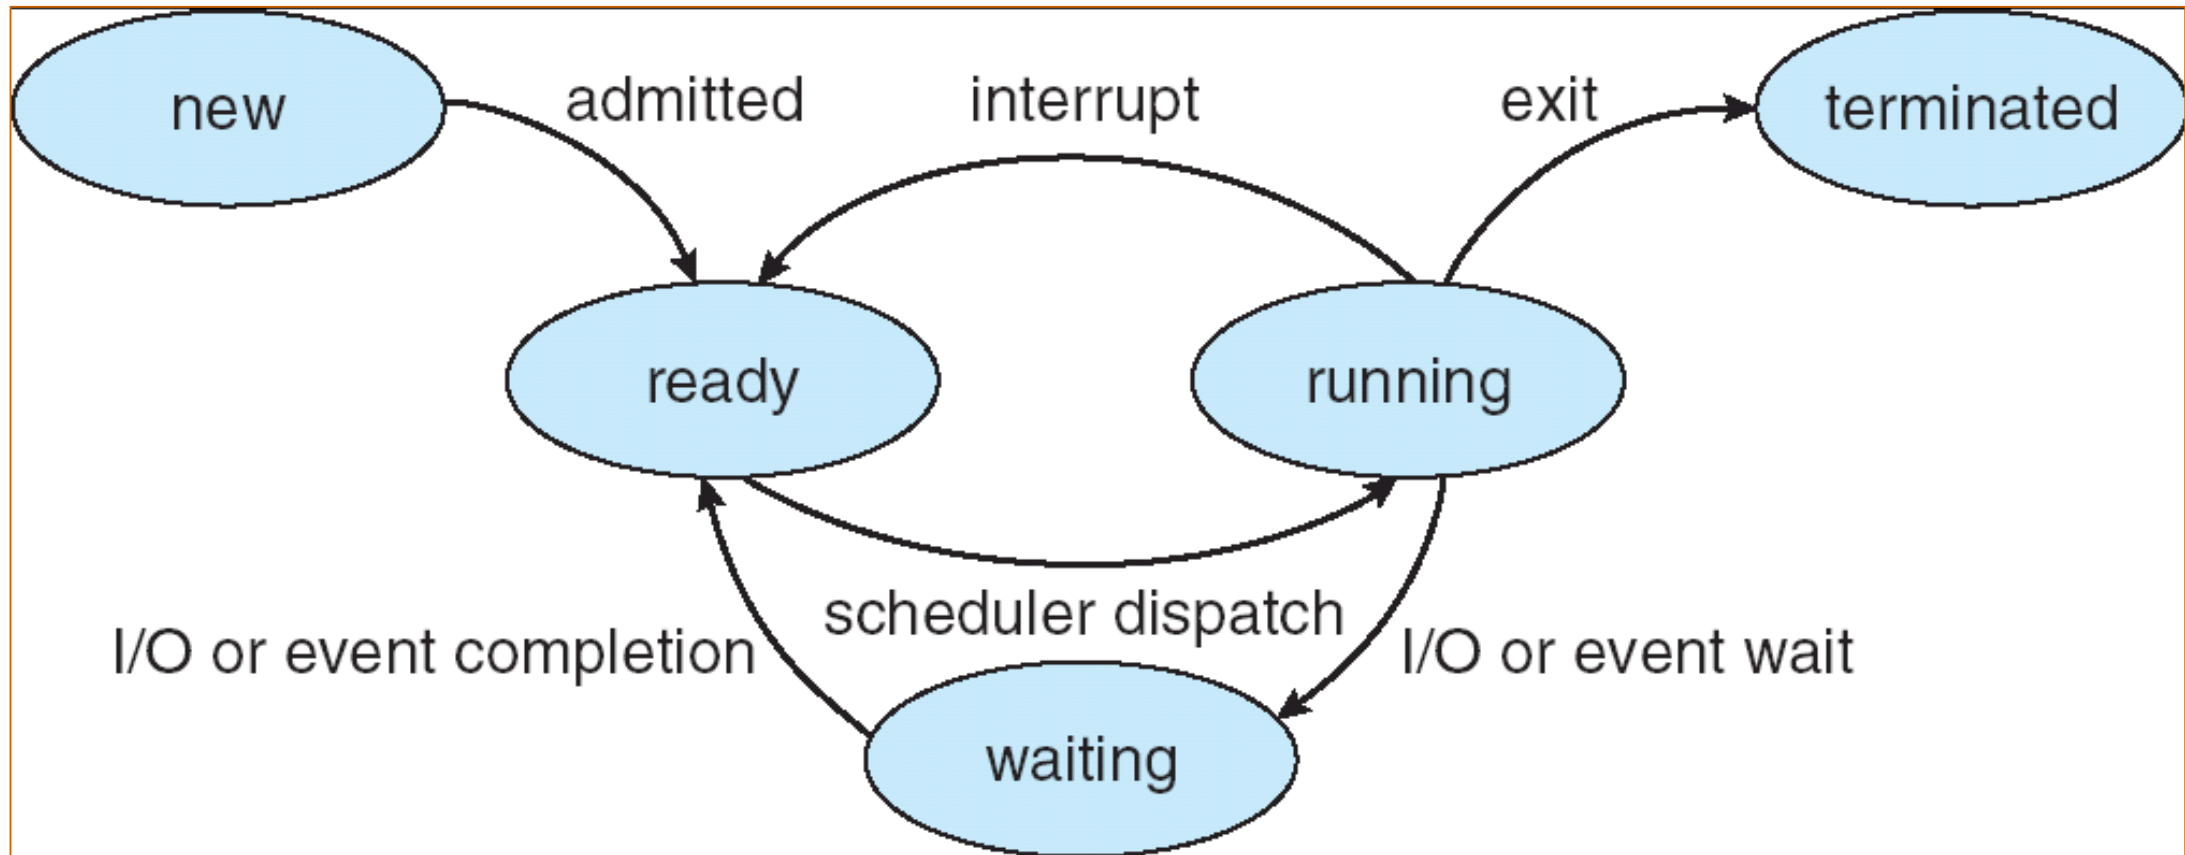 new
admitted
interrupt
exit
terminated
ready
running
scheduler dispatch
I/O or event completion
I/O or event wait
waiting